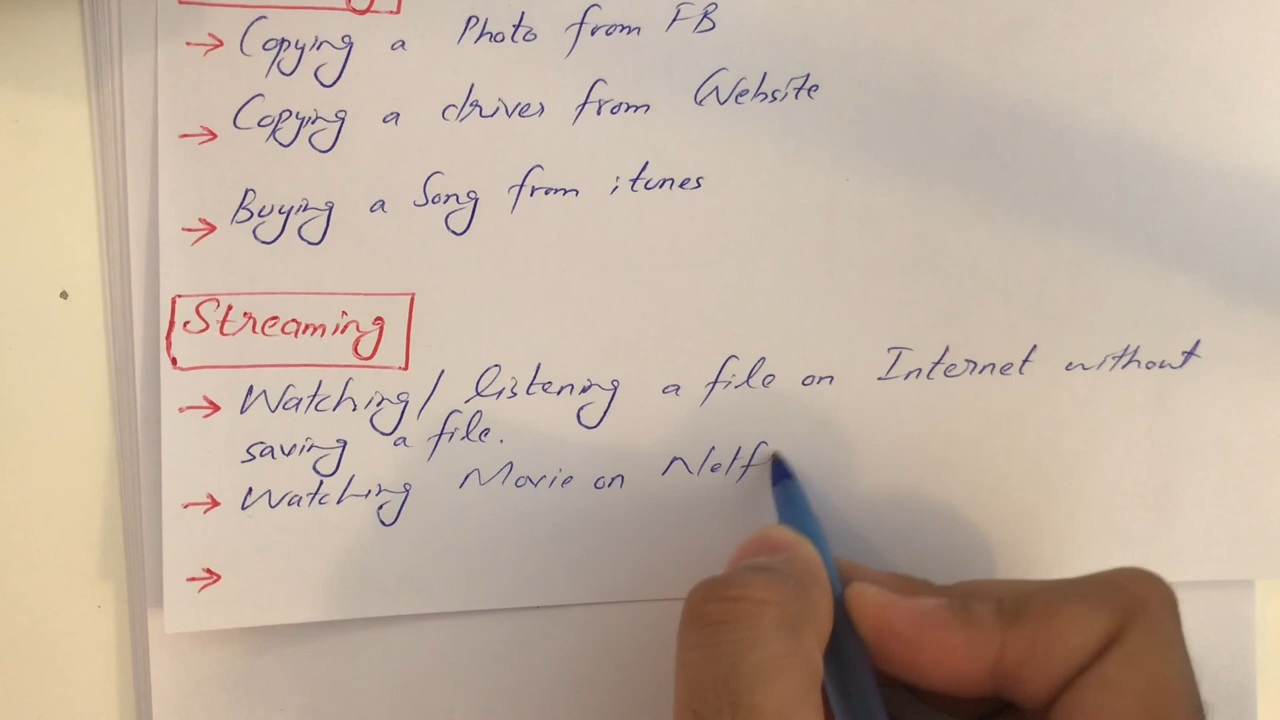 → Copying a Photo from FB
→ Copying a driver from Website
→ Buying a Song from itunes
Streaming
→ Watching/ listening a file on Internet without
saving a file.
→ Watching Movie on Netf
→